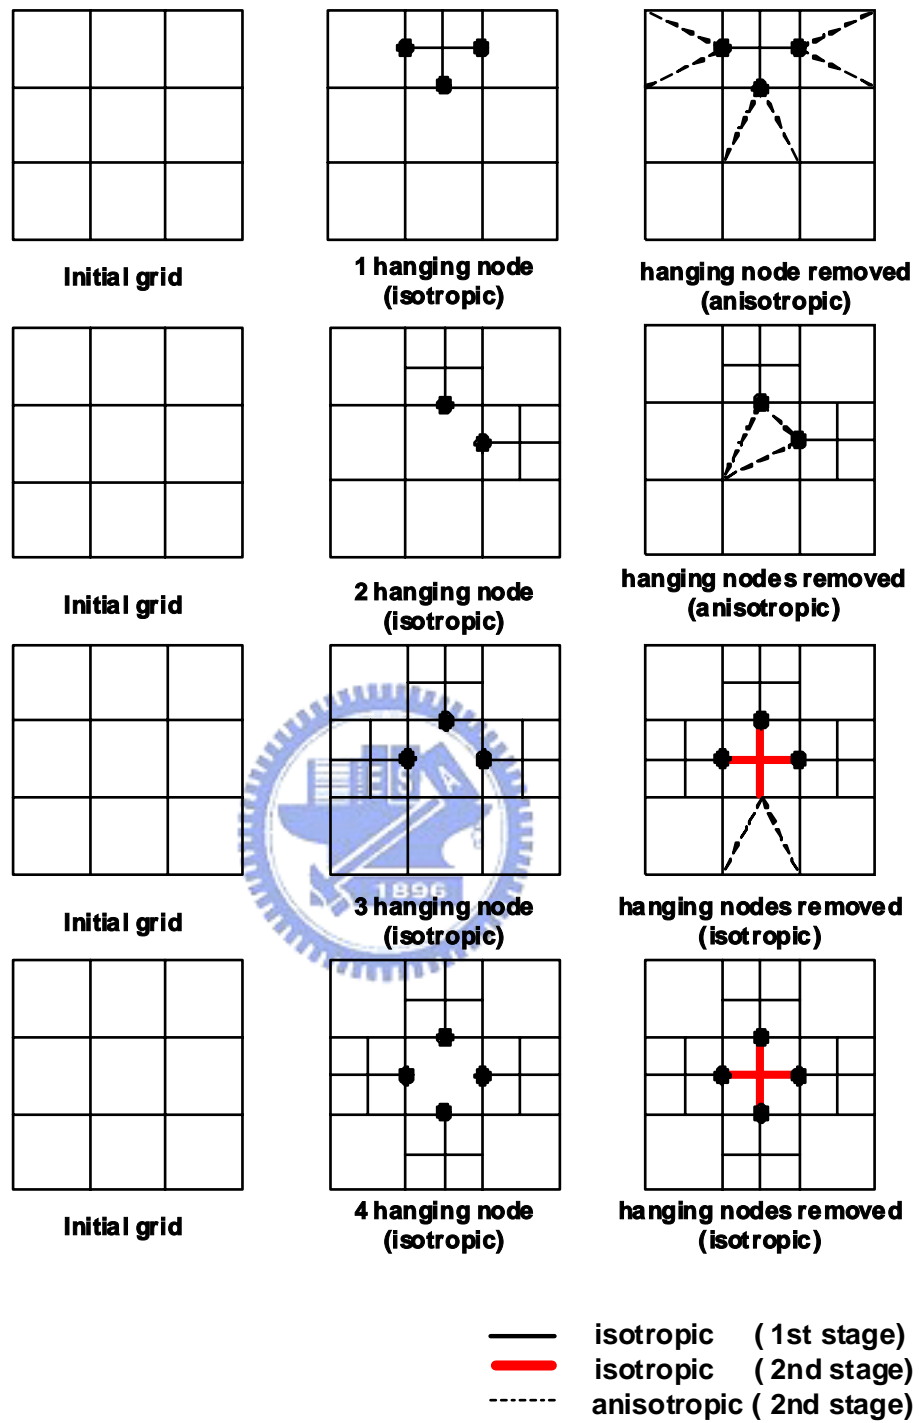 Initial grid
1 hanging node
(isotropic)
hanging node removed
(anisotropic)
Initial grid
2 hanging node
(isotropic)
hanging nodes removed
(anisotropic)
E S A
1896
Initial grid
3 hanging node
(isotropic)
hanging nodes removed
(isotropic)
Initial grid
4 hanging node
(isotropic)
hanging nodes removed
(isotropic)
isotropic ( 1st stage)
isotropic ( 2nd stage)
anisotropic ( 2nd stage)